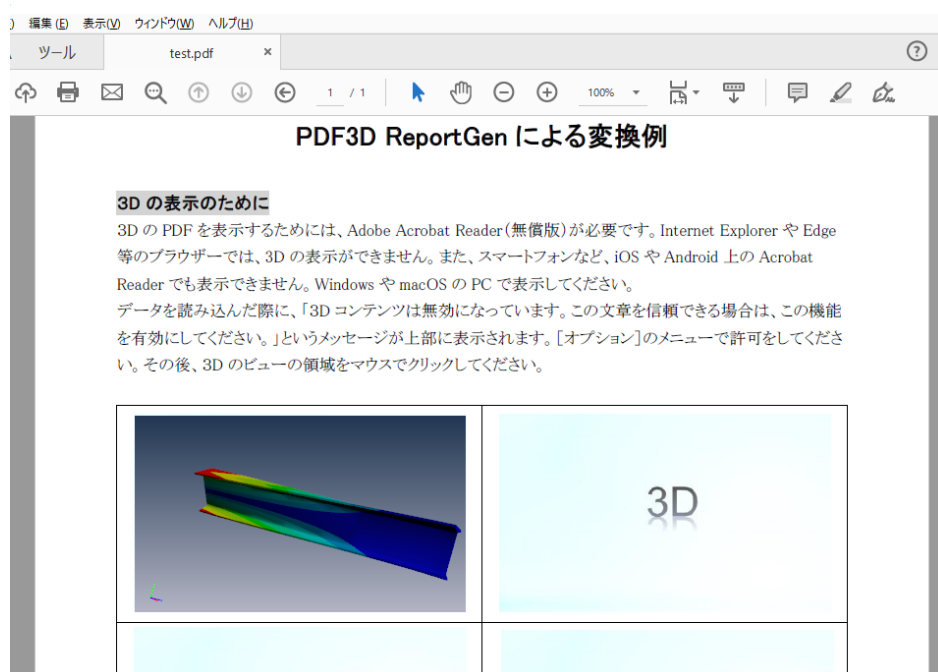 編集(E) 表示(V) ウィンドウ(W) ヘルプ(H)
ツール test.pdf ×
1 / 1 100%
PDF3D ReportGen による変換例
3D の表示のために
3D の PDF を表示するためには、Adobe Acrobat Reader(無償版)が必要です。Internet Explorer や Edge
等のブラウザーでは、3D の表示ができません。また、スマートフォンなど、iOS や Android 上の Acrobat
Reader でも表示できません。Windows や macOS の PC で表示してください。
データを読み込んだ際に、「3D コンテンツは無効になっています。この文章を信頼できる場合は、この機能
を有効にしてください。」というメッセージが上部に表示されます。[オプション]のメニューで許可をしてくださ
い。その後、3D のビューの領域をマウスでクリックしてください。
3D